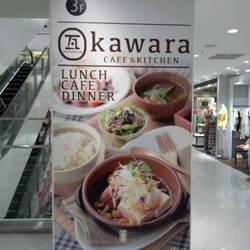 3F
瓦 kawara
CAFE & KITCHEN
LUNCH
CAFE
DINNER